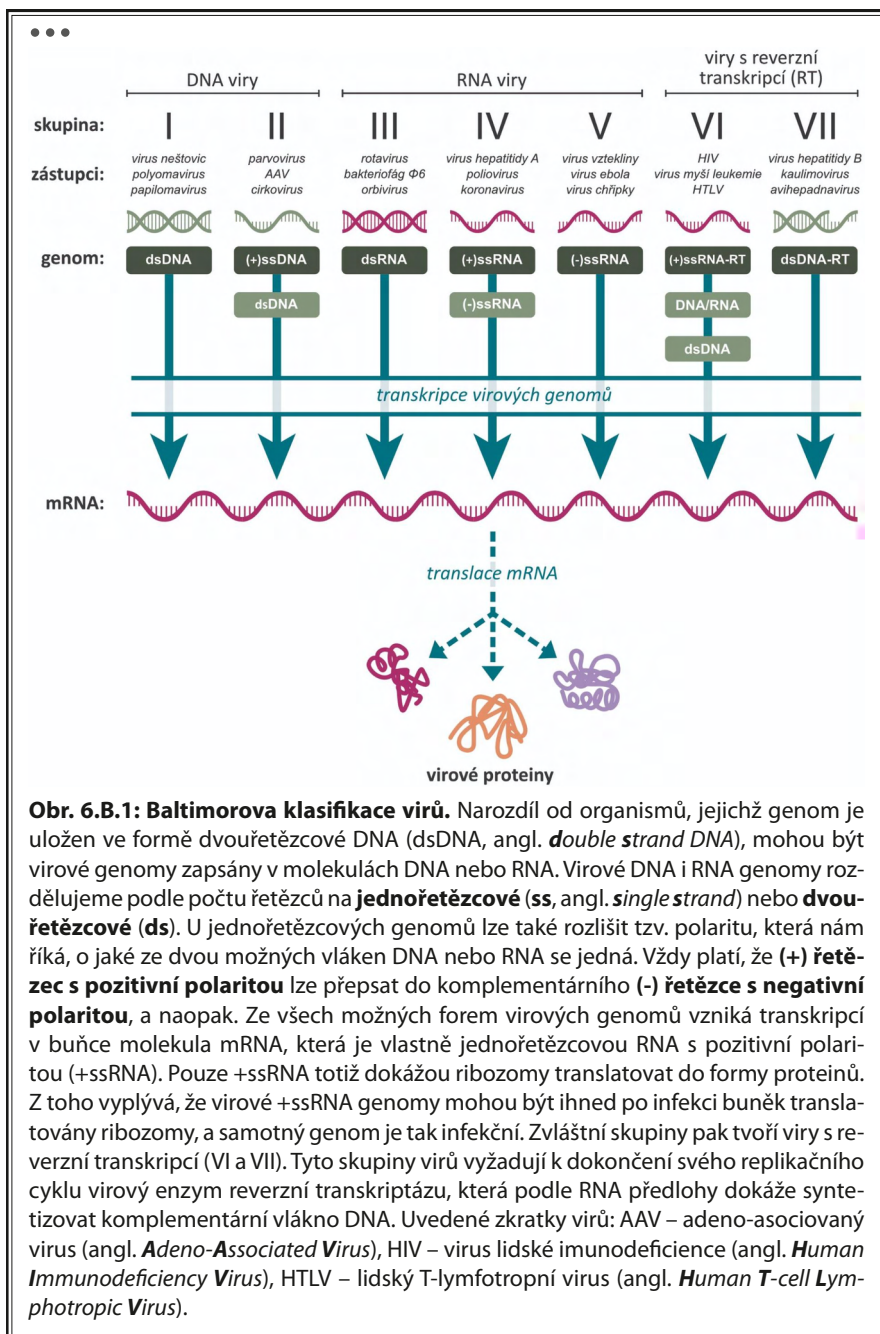 DNA viry
RNA viry
viry s reverzní
transkripcí (RT)
skupina: I II III IV V VI VII
zástupci:
virus neštovic
polyomavirus
papilomavirus
parvovirus
AAV
cirkovirus
rotavirus
bakteriofág Φ6
orbivirus
virus hepatitidy A
poliovirus
koronavirus
virus vztekliny
virus ebola
virus chřipky
HIV
virus myší leukemie
HTLV
virus hepatitidy B
kaulimovirus
avihepadnavirus
genom: dsDNA (+)ssDNA dsRNA (+)ssRNA (-)ssRNA (+)ssRNA-RT dsDNA-RT
dsDNA (-)ssRNA DNA/RNA
dsDNA
transkripce virových genomů
mRNA:
translace mRNA
virové proteiny
Obr. 6.B.1: Baltimorova klasifikace virů. Narozdíl od organismů, jejichž genom je
uložen ve formě dvouřetězcové DNA (dsDNA, angl. double strand DNA), mohou být
virové genomy zapsány v molekulách DNA nebo RNA. Virové DNA i RNA genomy roz-
dělujeme podle počtu řetězců na jednořetězcové (ss, angl. single strand) nebo dvou-
řetězcové (ds). U jednořetězcových genomů lze také rozlišit tzv. polaritu, která nám
říká, o jaké ze dvou možných vláken DNA nebo RNA se jedná. Vždy platí, že (+) řetě-
zec s pozitivní polaritou lze přepsat do komplementárního (-) řetězce s negativní
polaritou, a naopak. Ze všech možných forem virových genomů vzniká transkripcí
v buňce molekula mRNA, která je vlastně jednořetězcovou RNA s pozitivní polari-
tou (+ssRNA). Pouze +ssRNA totiž dokážou ribozomy translatovat do formy proteinů.
Z toho vyplývá, že virové +ssRNA genomy mohou být ihned po infekci buněk transla-
továny ribozomy, a samotný genom je tak infekční. Zvláštní skupiny pak tvoří viry s re-
verzní transkripcí (VI a VII). Tyto skupiny virů vyžadují k dokončení svého replikačního
cyklu virový enzym reverzní transkriptázu, která podle RNA předlohy dokáže synte-
tizovat komplementární vlákno DNA. Uvedené zkratky virů: AAV – adeno-asociovaný
virus (angl. Adeno-Associated Virus), HIV – virus lidské imunodeficience (angl. Human
Immunodeficiency Virus), HTLV – lidský T-lymfotropní virus (angl. Human T-cell Lym-
photropic Virus).